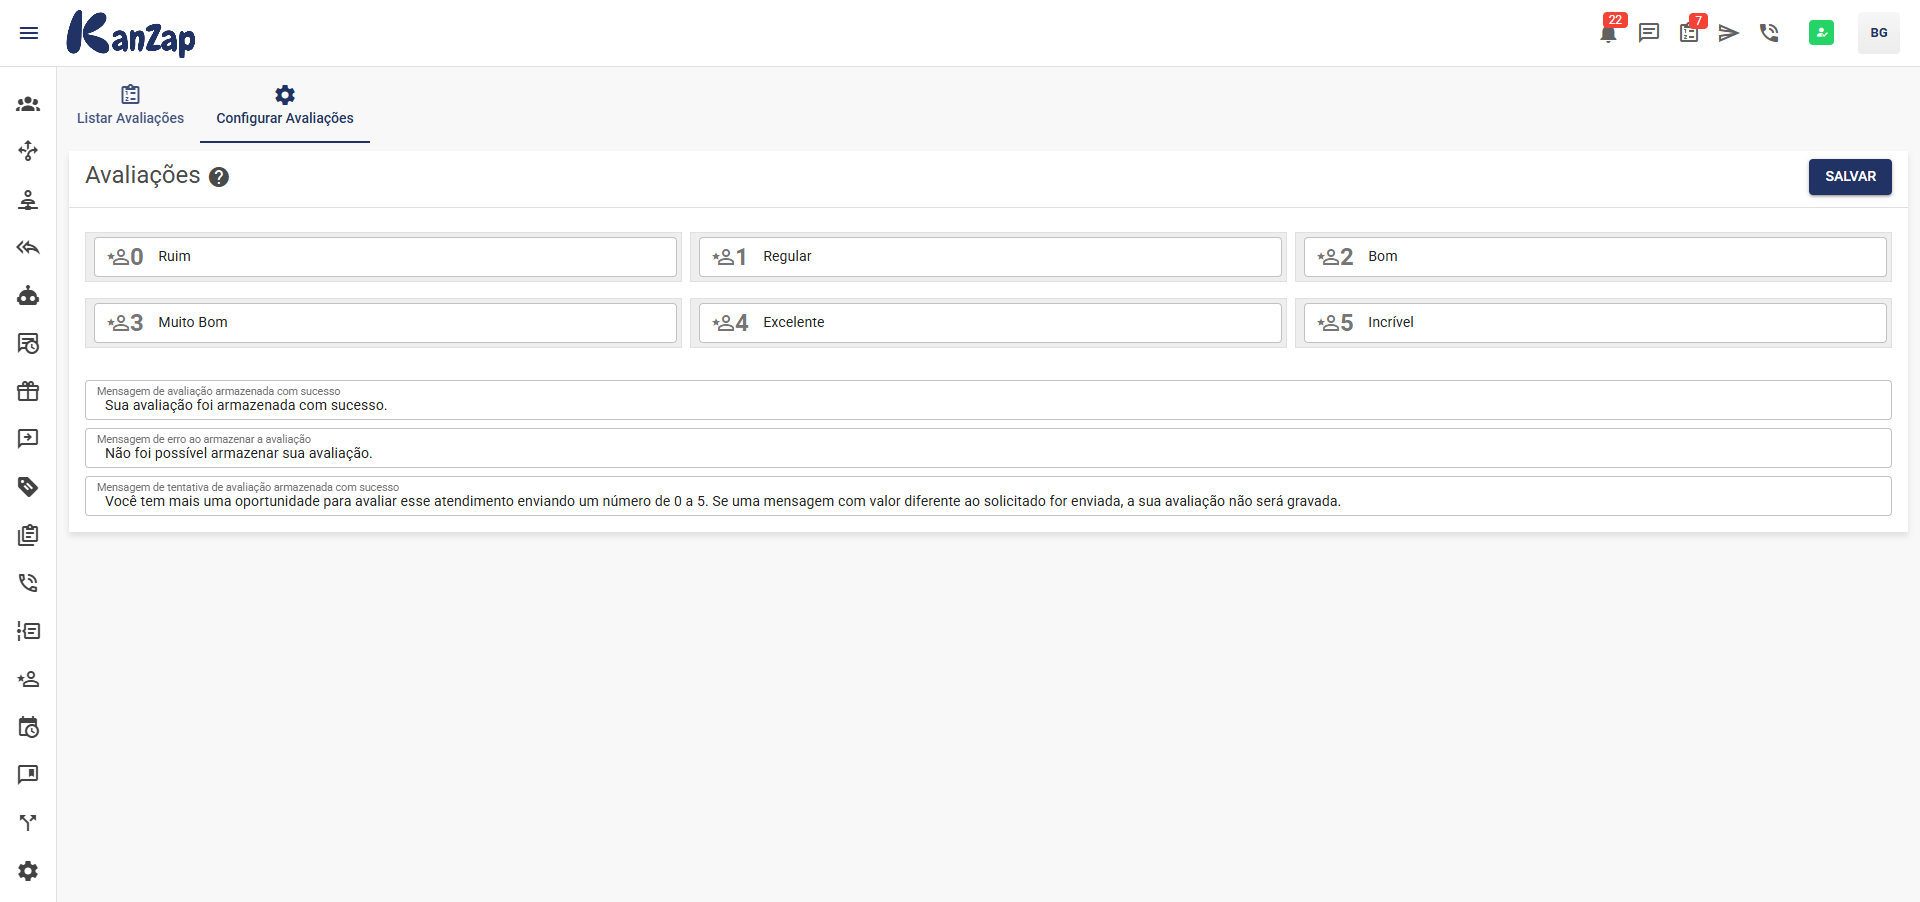 KanZap
22
7
BG
Listar Avaliações
Configurar Avaliações
Avaliações ?
SALVAR
0 Ruim
1 Regular
2 Bom
3 Muito Bom
4 Excelente
5 Incrível
Mensagem de avaliação armazenada com sucesso
Sua avaliação foi armazenada com sucesso.
Mensagem de erro ao armazenar a avaliação
Não foi possível armazenar sua avaliação.
Mensagem de tentativa de avaliação armazenada com sucesso
Você tem mais uma oportunidade para avaliar esse atendimento enviando um número de 0 a 5. Se uma mensagem com valor diferente ao solicitado for enviada, a sua avaliação não será gravada.